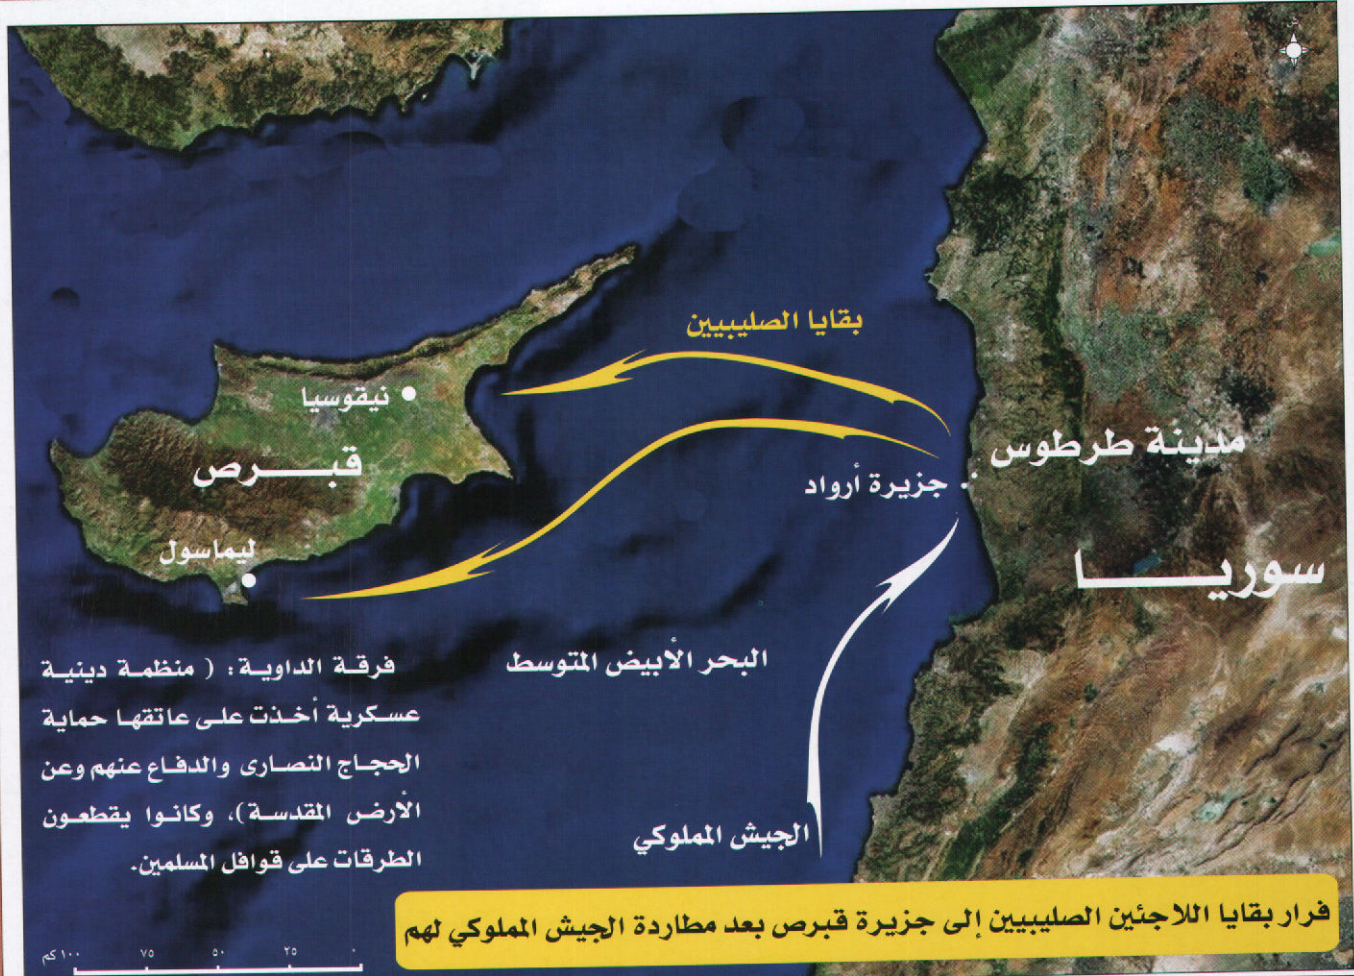 ش
بقايا الصليبيين
نيقوسيا
قبرص
ليماسول
مدينة طرطوس
جزيرة أرواد
سوريا
البحر الأبيض المتوسط
الجيش المملوكي
فرقة الداوية: ( منظمة دينية
عسكرية أخذت على عاتقها حماية
الحجاج النصارى والدفاع عنهم وعن
الأرض المقدسة)، وكانوا يقطعون
الطرقات على قوافل المسلمين.
فرار بقايا اللاجئين الصليبيين إلى جزيرة قبرص بعد مطاردة الجيش المملوكي لهم
٠ ٢٥ ٥٠ ٧٥ ١٠٠ كم